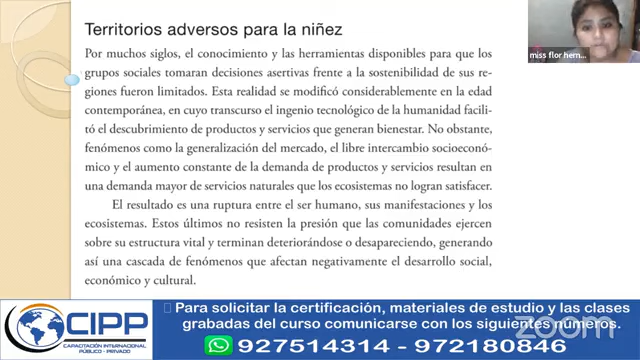 Territorios adversos para la niñez
Por muchos siglos, el conocimiento y las herramientas disponibles para que los
grupos sociales tomaran decisiones asertivas frente a la sostenibilidad de sus re-
giones fueron limitados. Esta realidad se modificó considerablemente en la edad
contemporánea, en cuyo transcurso el ingenio tecnológico de la humanidad facili-
tó el descubrimiento de productos y servicios que generan bienestar. No obstante,
fenómenos como la generalización del mercado, el libre intercambio socioeconó-
mico y el aumento constante de la demanda de productos y servicios resultan en
una demanda mayor de servicios naturales que los ecosistemas no logran satisfacer.
El resultado es una ruptura entre el ser humano, sus manifestaciones y los
ecosistemas. Estos últimos no resisten la presión que las comunidades ejercen
sobre su estructura vital y terminan deteriorándose o desapareciendo, generando
así una cascada de fenómenos que afectan negativamente el desarrollo social,
económico y cultural.
miss flor hern...
CIPP
CAPACITACIÓN INTERNACIONAL
PÚBLICO - PRIVADO
Para solicitar la certificación, materiales de estudio y las clases
grabadas del curso comunicarse con los siguientes números.
927514314 - 972180846
zoom